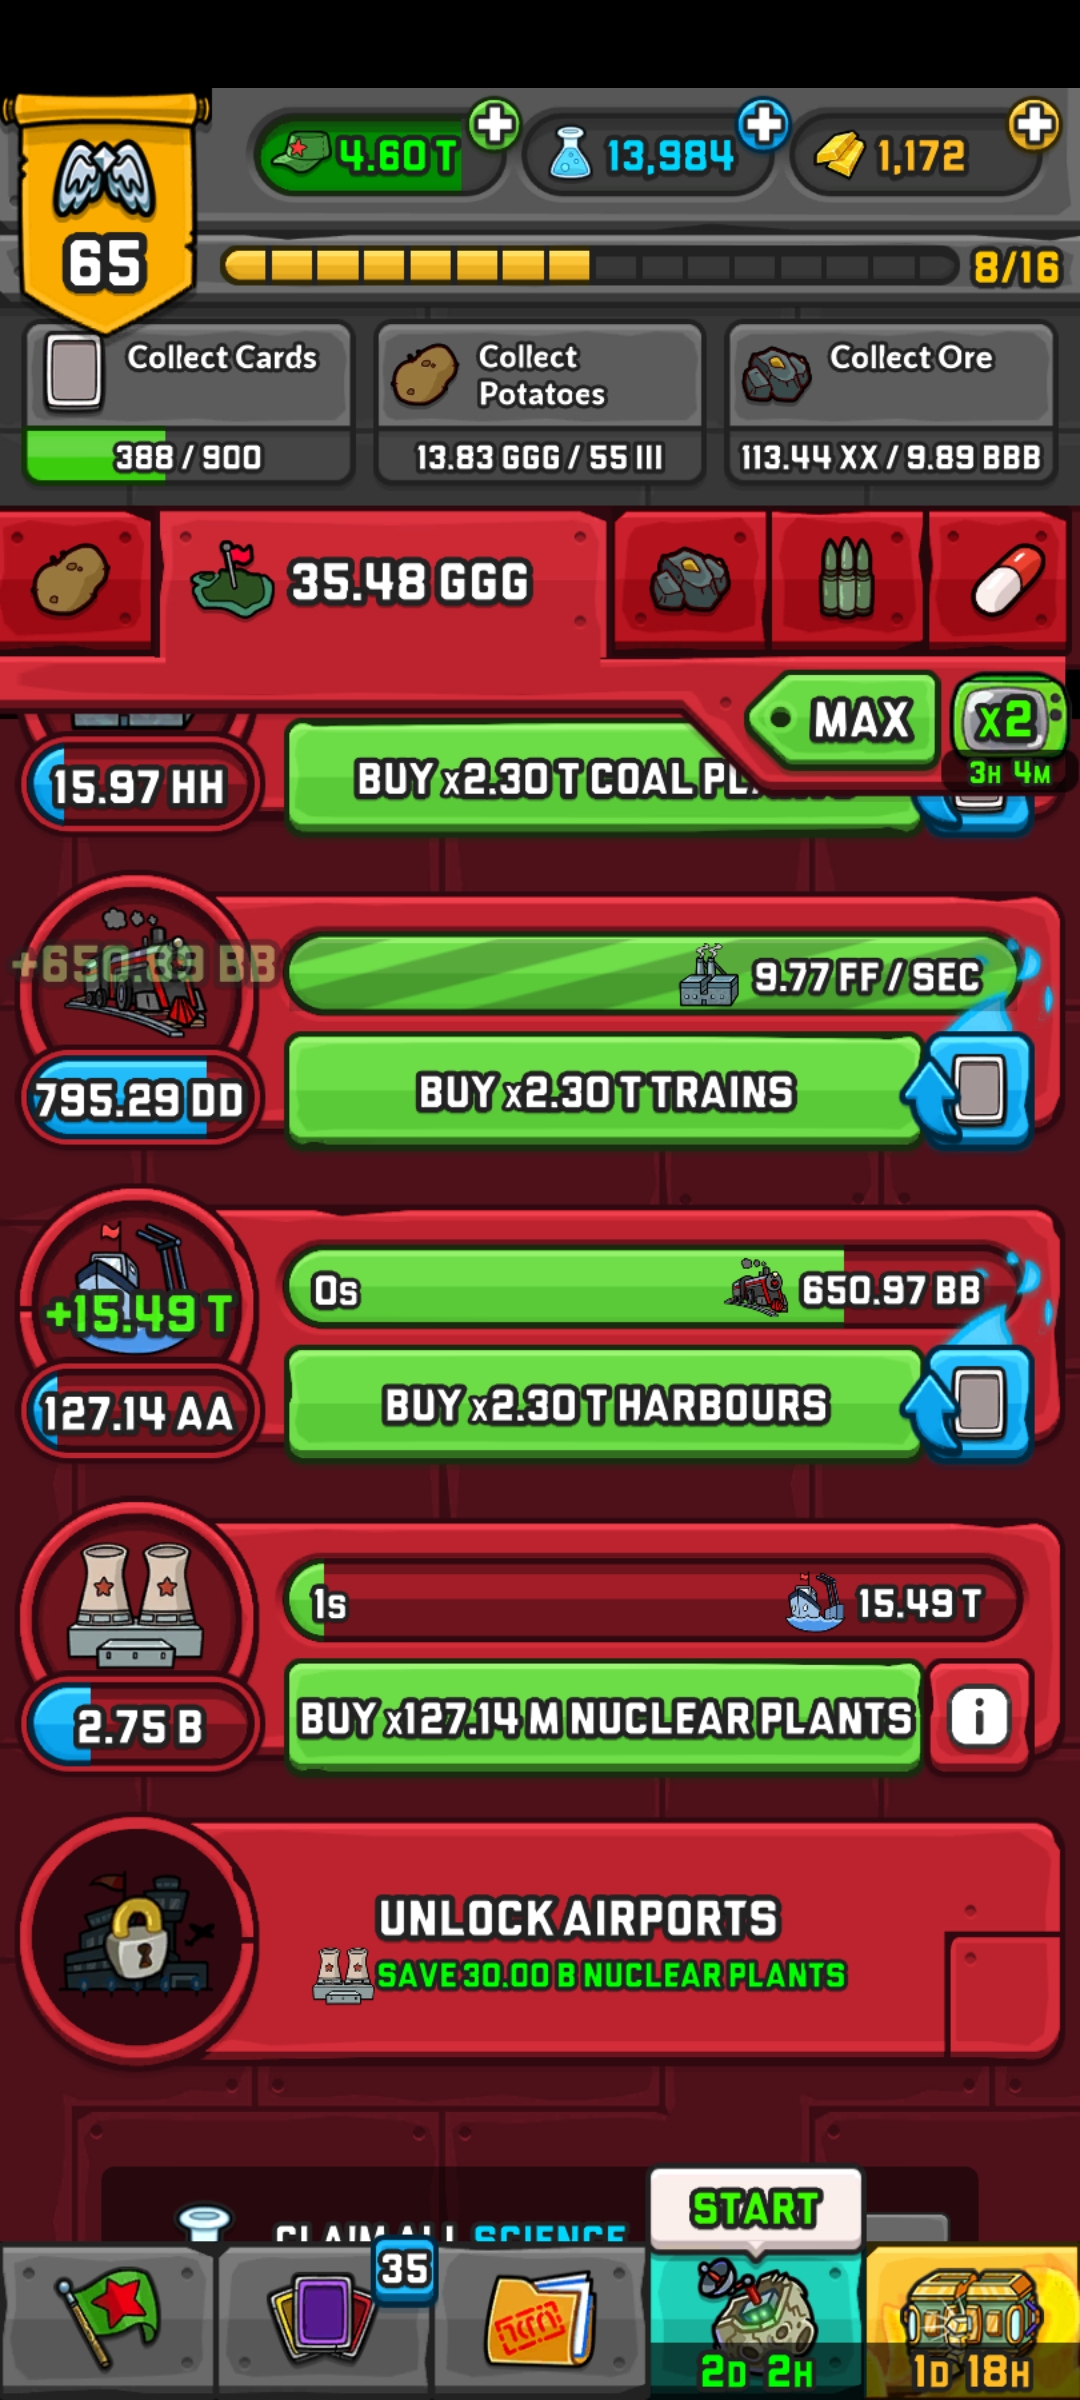 4.60 T
13,984
1,172
65
8/16
Collect Cards
388 / 900
Collect
Potatoes
13.83 GGG / 55 III
Collect Ore
113.44 XX / 9.89 BBB
35.48 GGG
MAX
x2
3H 4M
15.97 HH
BUY x2.30 T COAL
+650.89 BB
9.77 FF / SEC
795.29 DD
BUY x2.30 T TRAINS
+15.49 T
0s
650.97 BB
127.14 AA
BUY x2.30 T HARBOURS
1s
15.49 T
2.75 B
BUY x127.14 M NUCLEAR PLANTS
i
UNLOCK AIRPORTS
SAVE 30.00 B NUCLEAR PLANTS
START
CLAIM ALL SCIENCE
35
2D 2H
1D 18H